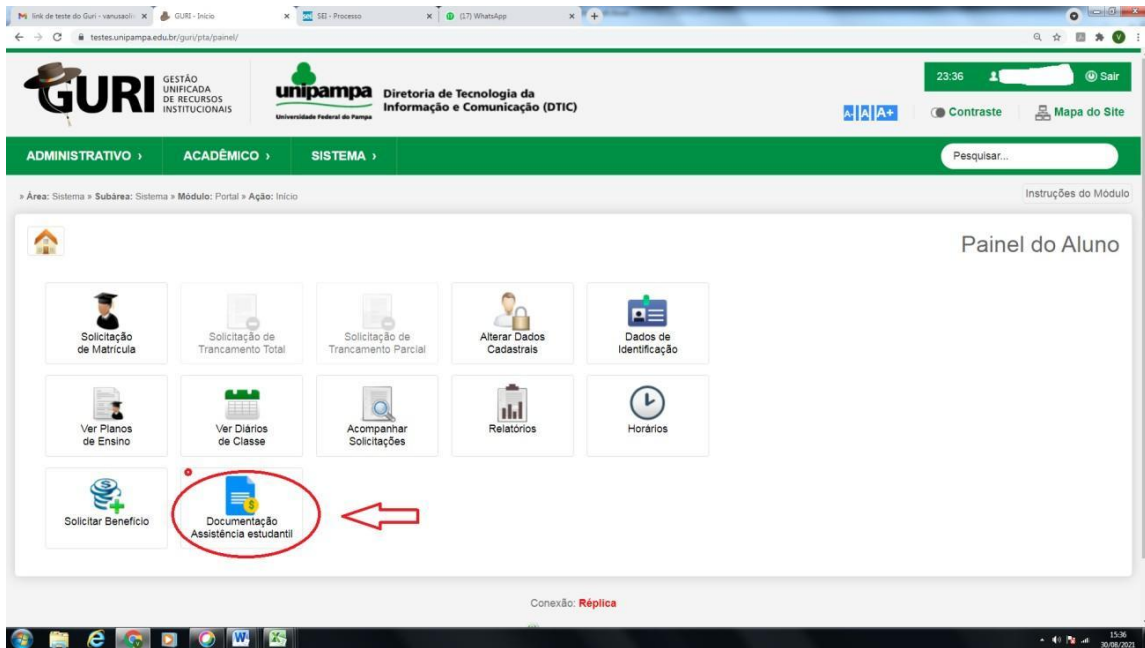 link de teste do Guri - vanusaoli
GURI - Início
SEI - Processo
(17) WhatsApp
testes.unipampa.edu.br/guri/pta/painel/
GURI
GESTÃO
UNIFICADA
DE RECURSOS
INSTITUCIONAIS
unipampa
Universidade Federal do Pampa
Diretoria de Tecnologia da
Informação e Comunicação (DTIC)
23:36
Sair
A- A A+
Contraste
Mapa do Site
ADMINISTRATIVO ›
ACADÊMICO ›
SISTEMA ›
Pesquisar...
» Área: Sistema » Subárea: Sistema » Módulo: Portal » Ação: Início
Instruções do Módulo
Painel do Aluno
Solicitação
de Matrícula
Solicitação de
Trancamento Total
Solicitação de
Trancamento Parcial
Alterar Dados
Cadastrais
Dados de
Identificação
Ver Planos
de Ensino
Ver Diários
de Classe
Acompanhar
Solicitações
Relatórios
Horários
Solicitar Benefício
Documentação
Assistência estudantil
Conexão: Réplica
15:36
30/08/2021